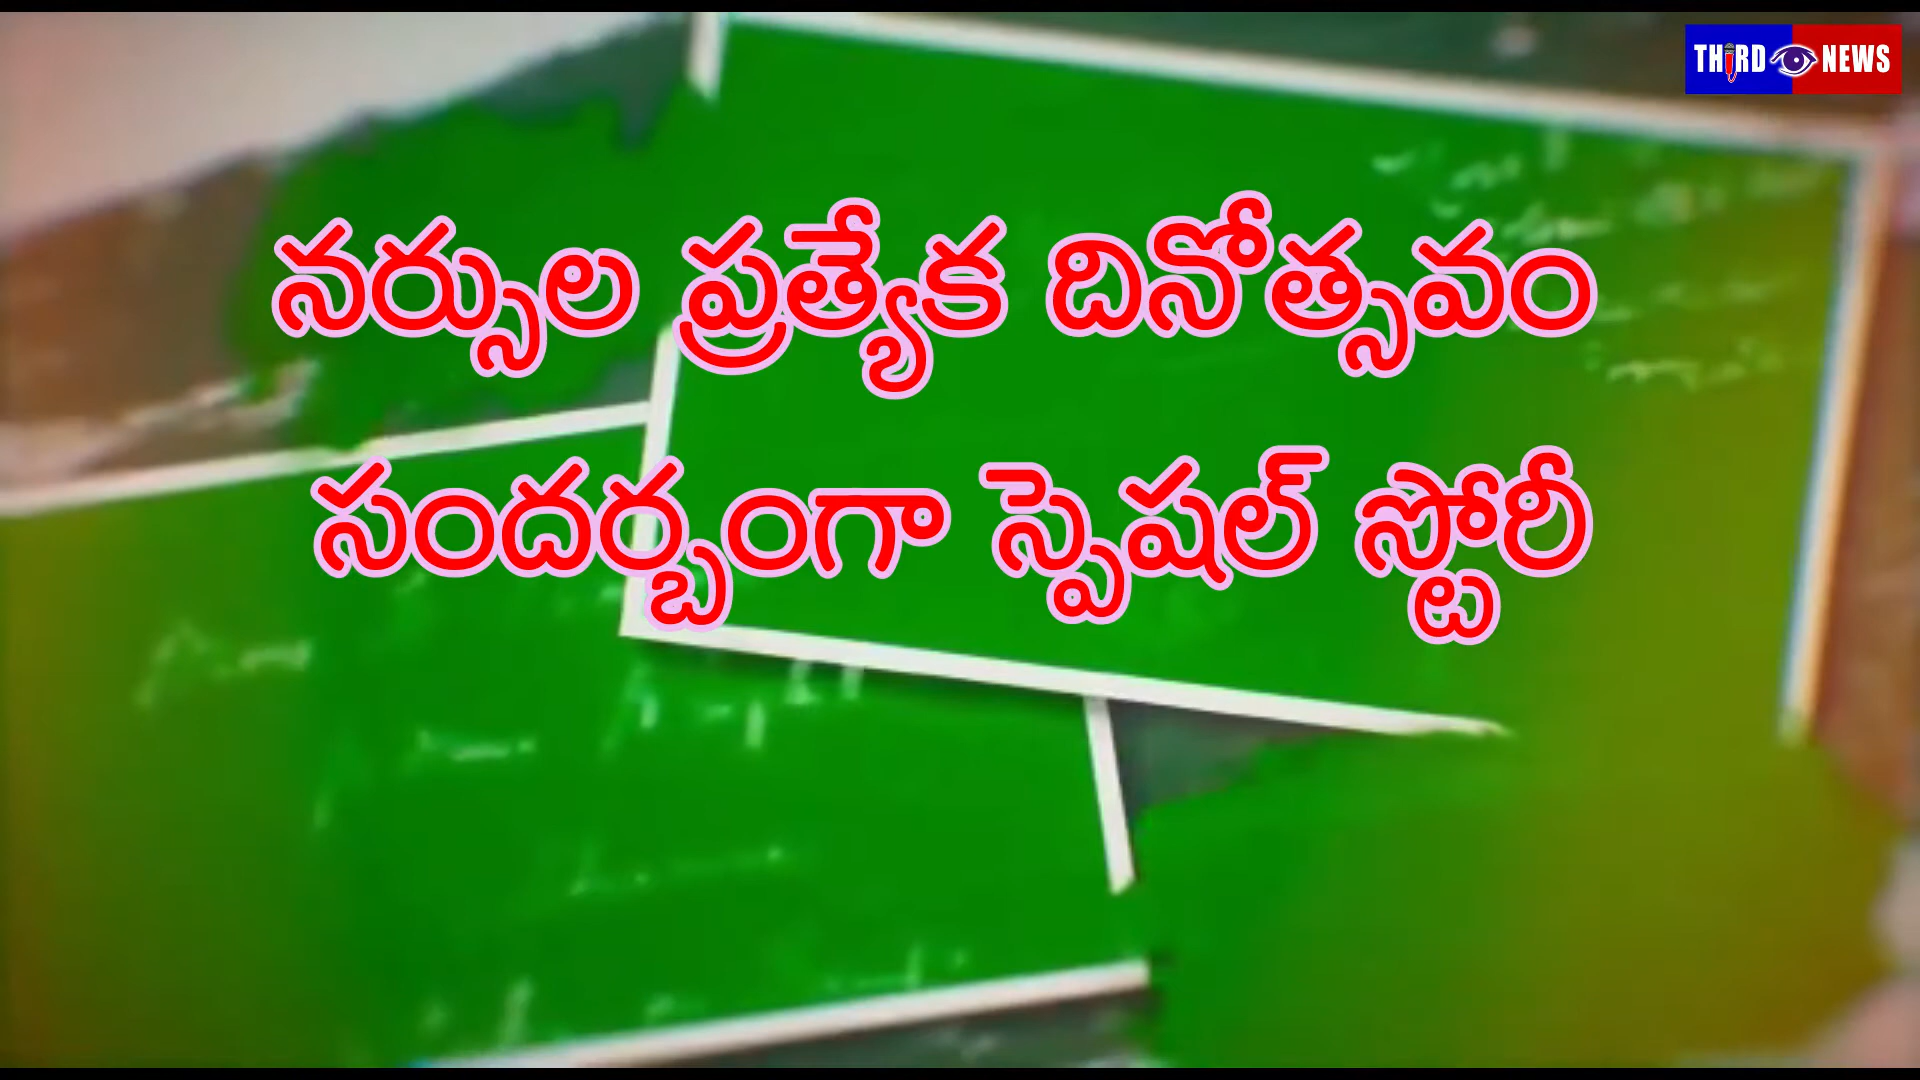 THiRD NEWS
నర్సుల ప్రత్యేక దినోత్సవం
సందర్భంగా స్పెషల్ స్టోరీ